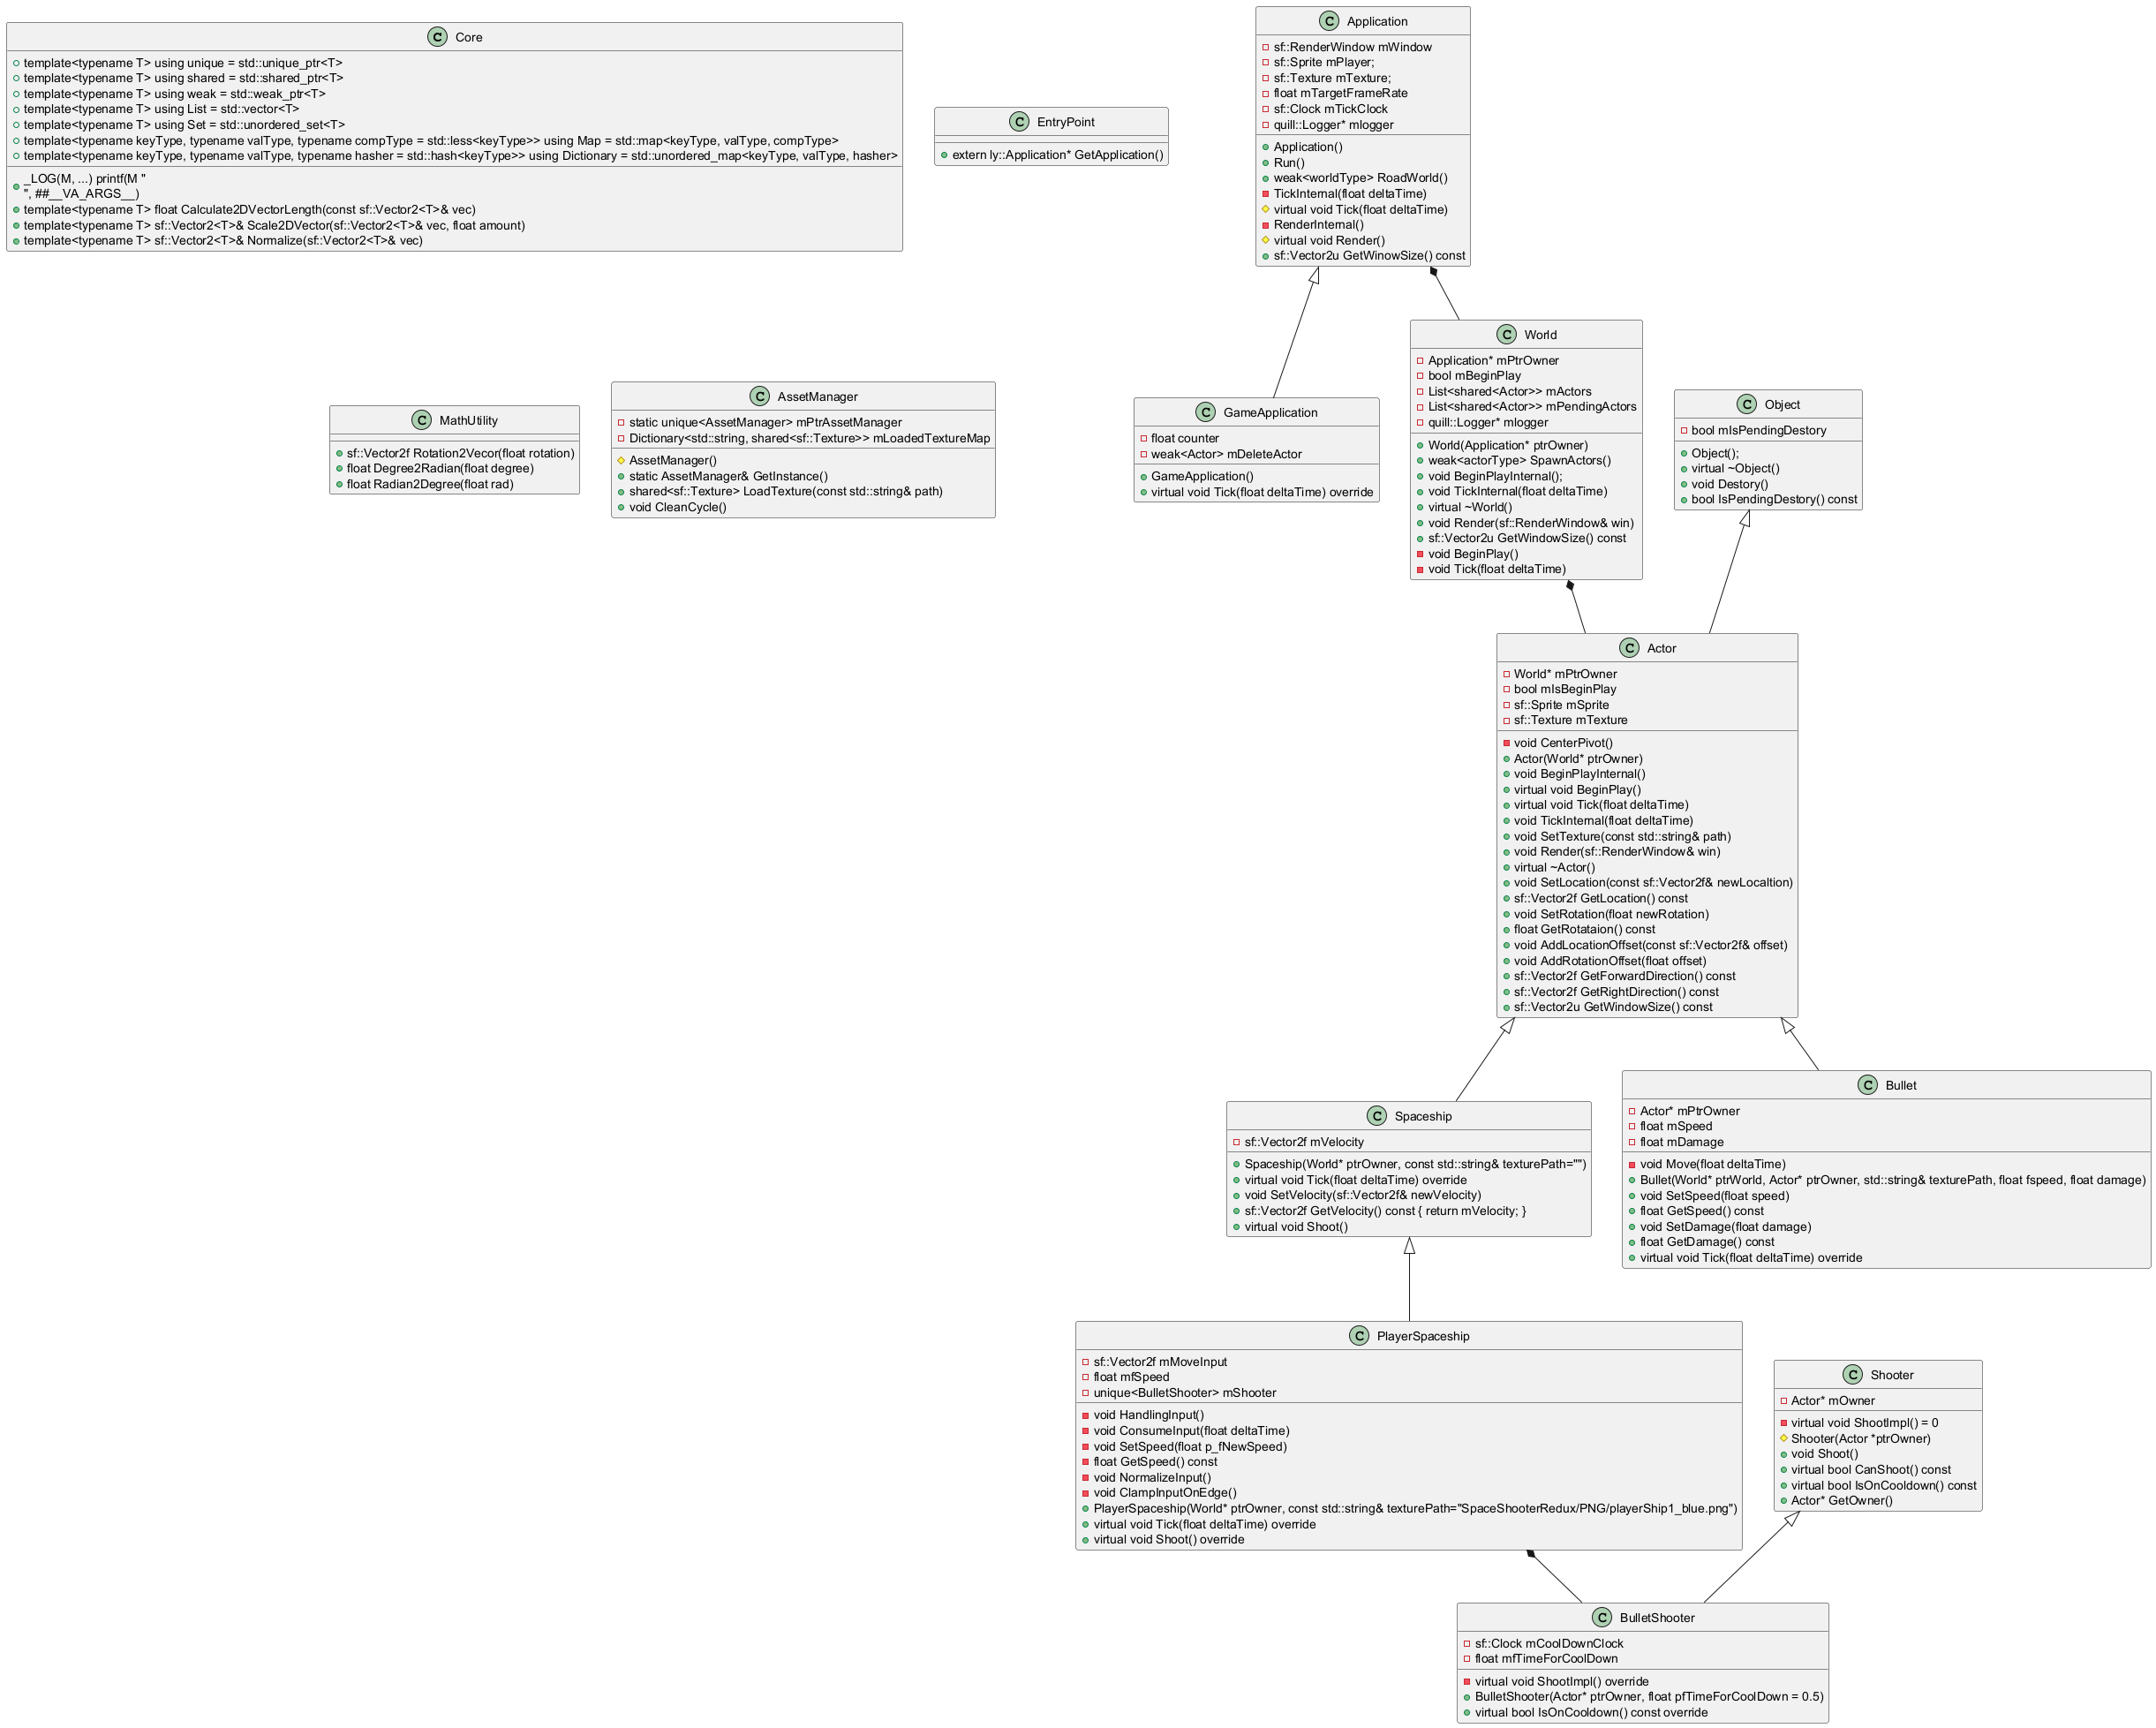 Core
template<typename T> using unique = std::unique_ptr<T>
template<typename T> using shared = std::shared_ptr<T>
template<typename T> using weak = std::weak_ptr<T>
template<typename T> using List = std::vector<T>
template<typename T> using Set = std::unordered_set<T>
template<typename keyType, typename valType, typename compType = std::less<keyType>> using Map = std::map<keyType, valType, compType>
template<typename keyType, typename valType, typename hasher = std::hash<keyType>> using Dictionary = std::unordered_map<keyType, valType, hasher>
_LOG(M, ...) printf(M "
", ##__VA_ARGS__)
template<typename T> float Calculate2DVectorLength(const sf::Vector2<T>& vec)
template<typename T> sf::Vector2<T>& Scale2DVector(sf::Vector2<T>& vec, float amount)
template<typename T> sf::Vector2<T>& Normalize(sf::Vector2<T>& vec)
EntryPoint
extern ly::Application* GetApplication()
Application
sf::RenderWindow mWindow
sf::Sprite mPlayer;
sf::Texture mTexture;
float mTargetFrameRate
sf::Clock mTickClock
quill::Logger* mlogger
Application()
Run()
weak<worldType> RoadWorld()
TickInternal(float deltaTime)
virtual void Tick(float deltaTime)
RenderInternal()
virtual void Render()
sf::Vector2u GetWinowSize() const
MathUtility
sf::Vector2f Rotation2Vecor(float rotation)
float Degree2Radian(float degree)
float Radian2Degree(float rad)
AssetManager
static unique<AssetManager> mPtrAssetManager
Dictionary<std::string, shared<sf::Texture>> mLoadedTextureMap
AssetManager()
static AssetManager& GetInstance()
shared<sf::Texture> LoadTexture(const std::string& path)
void CleanCycle()
GameApplication
float counter
weak<Actor> mDeleteActor
GameApplication()
virtual void Tick(float deltaTime) override
World
Application* mPtrOwner
bool mBeginPlay
List<shared<Actor>> mActors
List<shared<Actor>> mPendingActors
quill::Logger* mlogger
World(Application* ptrOwner)
weak<actorType> SpawnActors()
void BeginPlayInternal();
void TickInternal(float deltaTime)
virtual ~World()
void Render(sf::RenderWindow& win)
sf::Vector2u GetWindowSize() const
void BeginPlay()
void Tick(float deltaTime)
Object
bool mIsPendingDestory
Object();
virtual ~Object()
void Destory()
bool IsPendingDestory() const
Actor
World* mPtrOwner
bool mIsBeginPlay
sf::Sprite mSprite
sf::Texture mTexture
void CenterPivot()
Actor(World* ptrOwner)
void BeginPlayInternal()
virtual void BeginPlay()
virtual void Tick(float deltaTime)
void TickInternal(float deltaTime)
void SetTexture(const std::string& path)
void Render(sf::RenderWindow& win)
virtual ~Actor()
void SetLocation(const sf::Vector2f& newLocaltion)
sf::Vector2f GetLocation() const
void SetRotation(float newRotation)
float GetRotataion() const
void AddLocationOffset(const sf::Vector2f& offset)
void AddRotationOffset(float offset)
sf::Vector2f GetForwardDirection() const
sf::Vector2f GetRightDirection() const
sf::Vector2u GetWindowSize() const
Spaceship
sf::Vector2f mVelocity
Spaceship(World* ptrOwner, const std::string& texturePath="")
virtual void Tick(float deltaTime) override
void SetVelocity(sf::Vector2f& newVelocity)
sf::Vector2f GetVelocity() const { return mVelocity; }
virtual void Shoot()
Bullet
Actor* mPtrOwner
float mSpeed
float mDamage
void Move(float deltaTime)
Bullet(World* ptrWorld, Actor* ptrOwner, std::string& texturePath, float fspeed, float damage)
void SetSpeed(float speed)
float GetSpeed() const
void SetDamage(float damage)
float GetDamage() const
virtual void Tick(float deltaTime) override
PlayerSpaceship
sf::Vector2f mMoveInput
float mfSpeed
unique<BulletShooter> mShooter
void HandlingInput()
void ConsumeInput(float deltaTime)
void SetSpeed(float p_fNewSpeed)
float GetSpeed() const
void NormalizeInput()
void ClampInputOnEdge()
PlayerSpaceship(World* ptrOwner, const std::string& texturePath="SpaceShooterRedux/PNG/playerShip1_blue.png")
virtual void Tick(float deltaTime) override
virtual void Shoot() override
Shooter
Actor* mOwner
virtual void ShootImpl() = 0
Shooter(Actor *ptrOwner)
void Shoot()
virtual bool CanShoot() const
virtual bool IsOnCooldown() const
Actor* GetOwner()
BulletShooter
sf::Clock mCoolDownClock
float mfTimeForCoolDown
virtual void ShootImpl() override
BulletShooter(Actor* ptrOwner, float pfTimeForCoolDown = 0.5)
virtual bool IsOnCooldown() const override